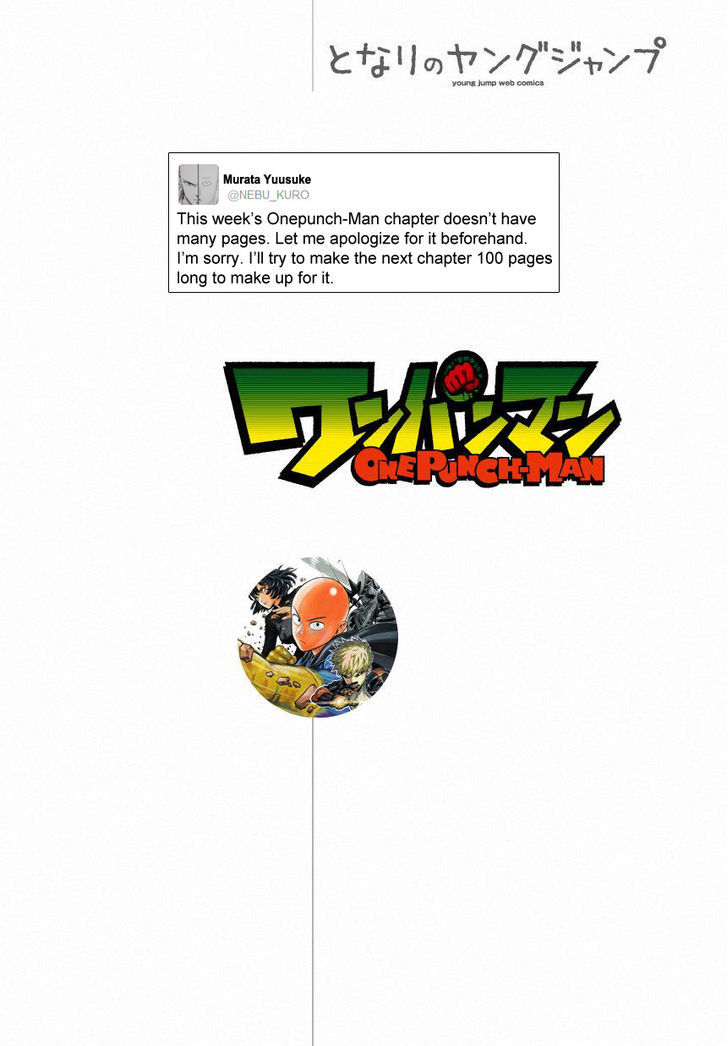 となりのヤングジャンプ
young jump web comics
Murata Yuusuke
@NEBU_KURO
This week's Onepunch-Man chapter doesn't have
many pages. Let me apologize for it beforehand.
I'm sorry. I'll try to make the next chapter 100 pages
long to make up for it.
ワンパンマン
ONEPUNCH-MAN